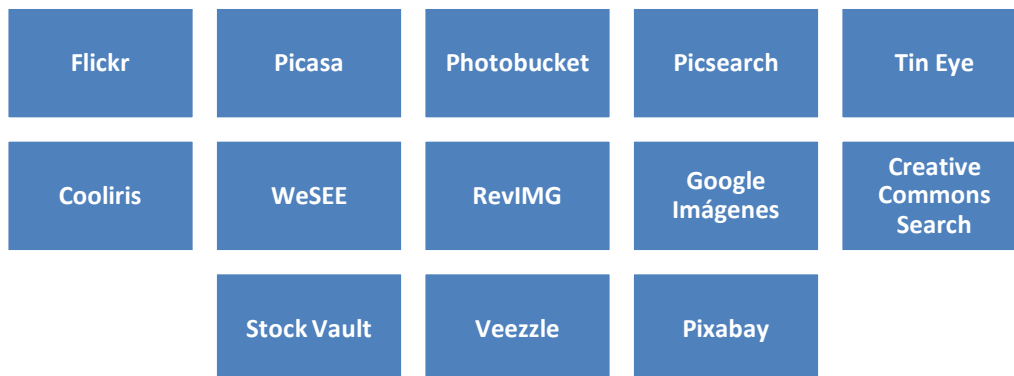 Flickr
Picasa
Photobucket
Picsearch
Tin Eye
Cooliris
WeSEE
RevIMG
Google
Imágenes
Creative
Commons
Search
Stock Vault
Veezzle
Pixabay